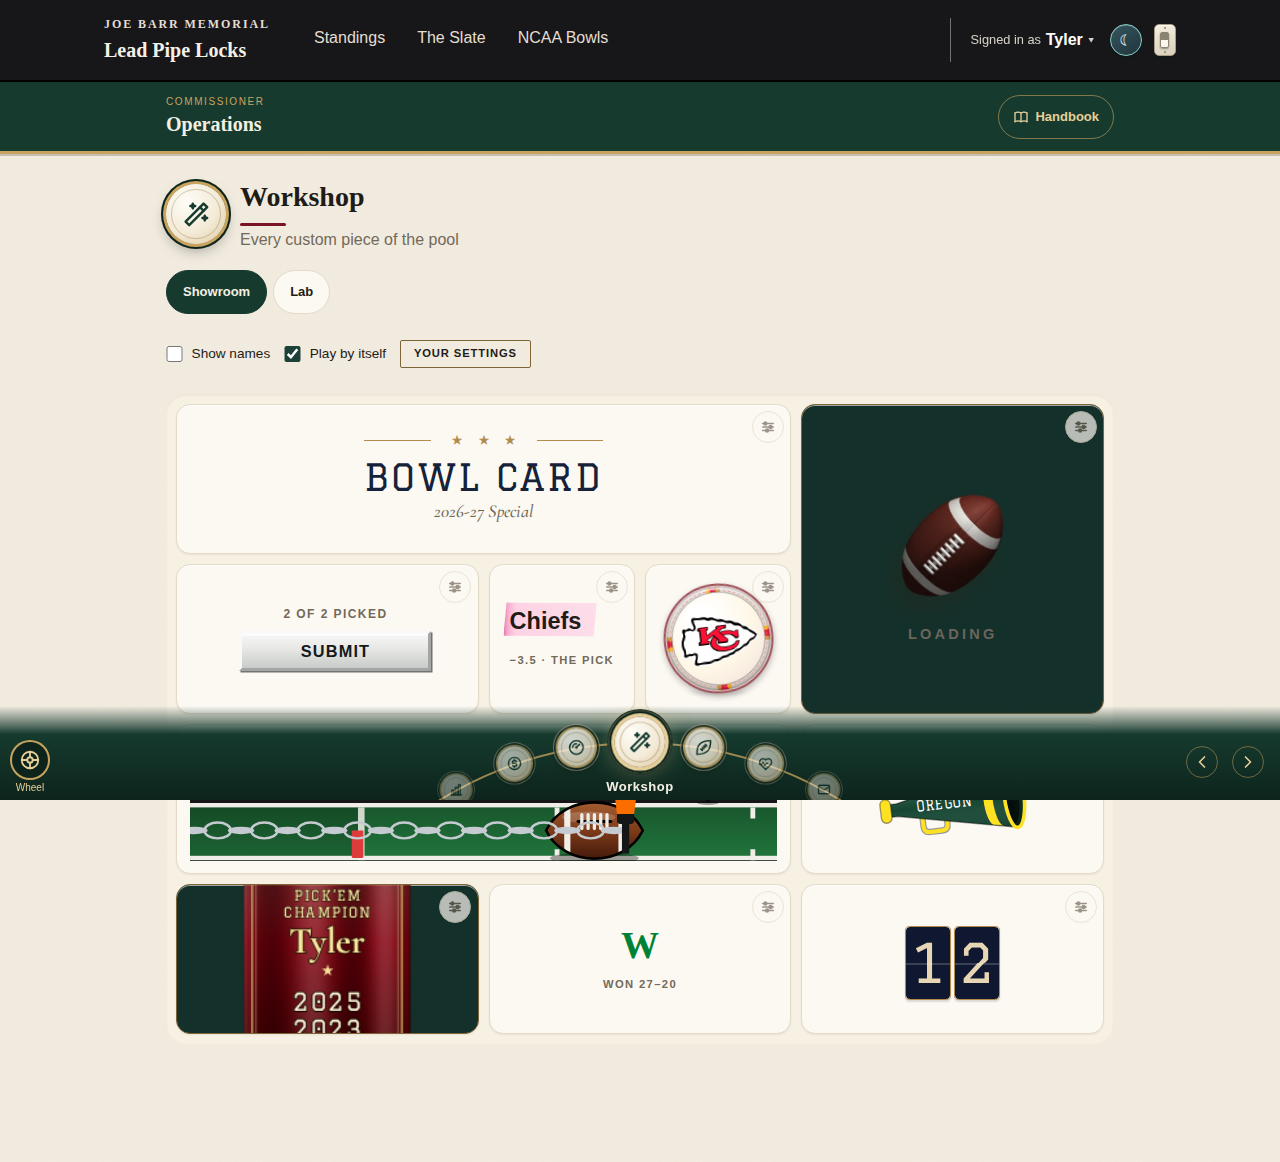 JOE BARR MEMORIAL
Lead Pipe Locks
Standings
The Slate
NCAA Bowls
Signed in as Tyler
COMMISSIONER
Operations
Handbook
Workshop
Every custom piece of the pool
Showroom
Lab
Show names
Play by itself
YOUR SETTINGS
BOWL CARD
2026-27 Special
LOADING
2 OF 2 PICKED
SUBMIT
Chiefs
−3.5 · THE PICK
KC
Wheel
Workshop
OREGON
PICK'EM
CHAMPION
Tyler
2025
2023
W
WON 27–20
12